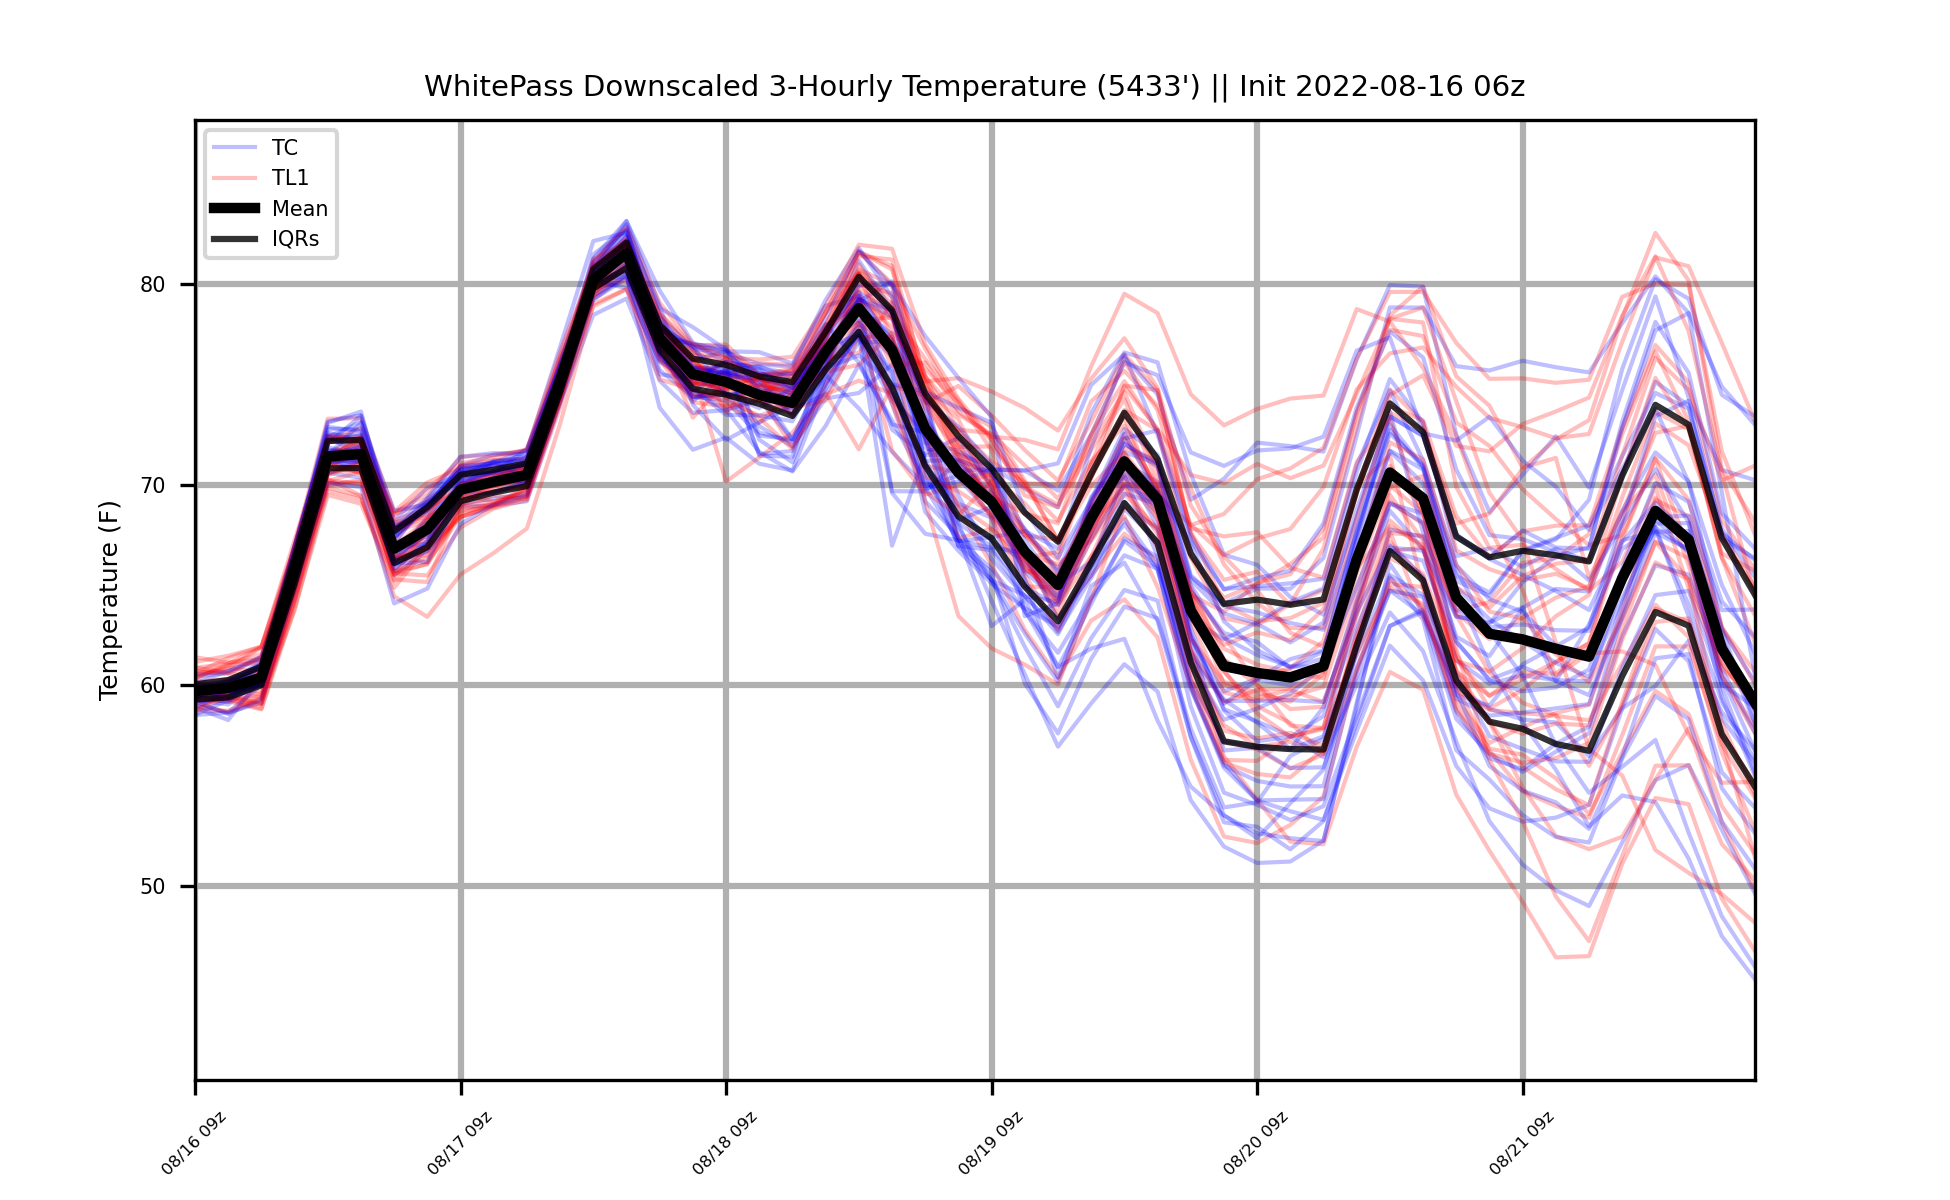 WhitePass Downscaled 3-Hourly Temperature (5433') || Init 2022-08-16 06z
TC
TL1
Mean
IQRs
Temperature (F)
80
70
60
50
08/16 09z
08/17 09z
08/18 09z
08/19 09z
08/20 09z
08/21 09z